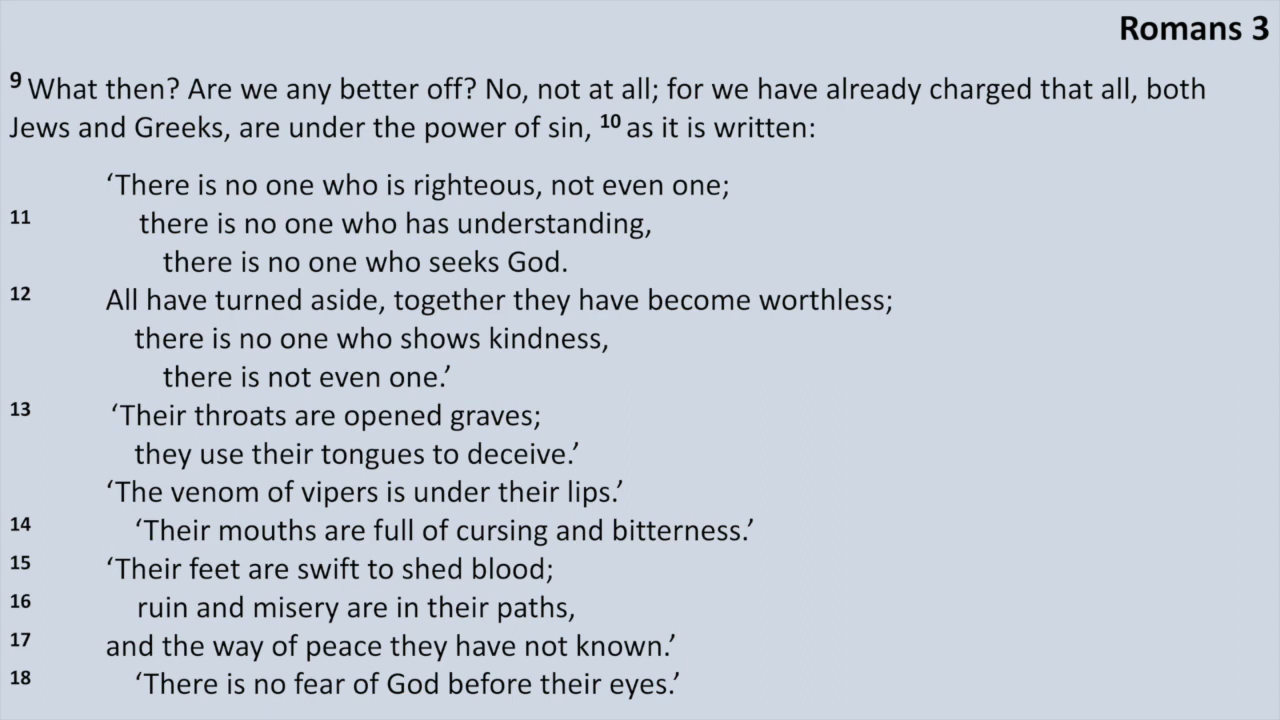 Romans 3
9 What then? Are we any better off? No, not at all; for we have already charged that all, both
Jews and Greeks, are under the power of sin, 10 as it is written:
‘There is no one who is righteous, not even one;
11 there is no one who has understanding,
there is no one who seeks God.
12 All have turned aside, together they have become worthless;
there is no one who shows kindness,
there is not even one.’
13 ‘Their throats are opened graves;
they use their tongues to deceive.’
‘The venom of vipers is under their lips.’
14 ‘Their mouths are full of cursing and bitterness.’
15 ‘Their feet are swift to shed blood;
16 ruin and misery are in their paths,
17 and the way of peace they have not known.’
18 ‘There is no fear of God before their eyes.’